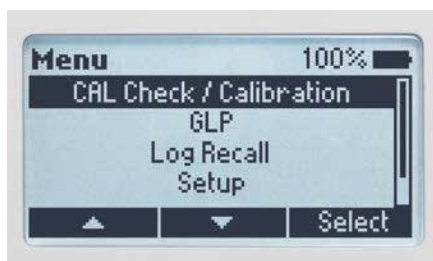 Menu 100%
CAL Check / Calibration
GLP
Log Recall
Setup
Select